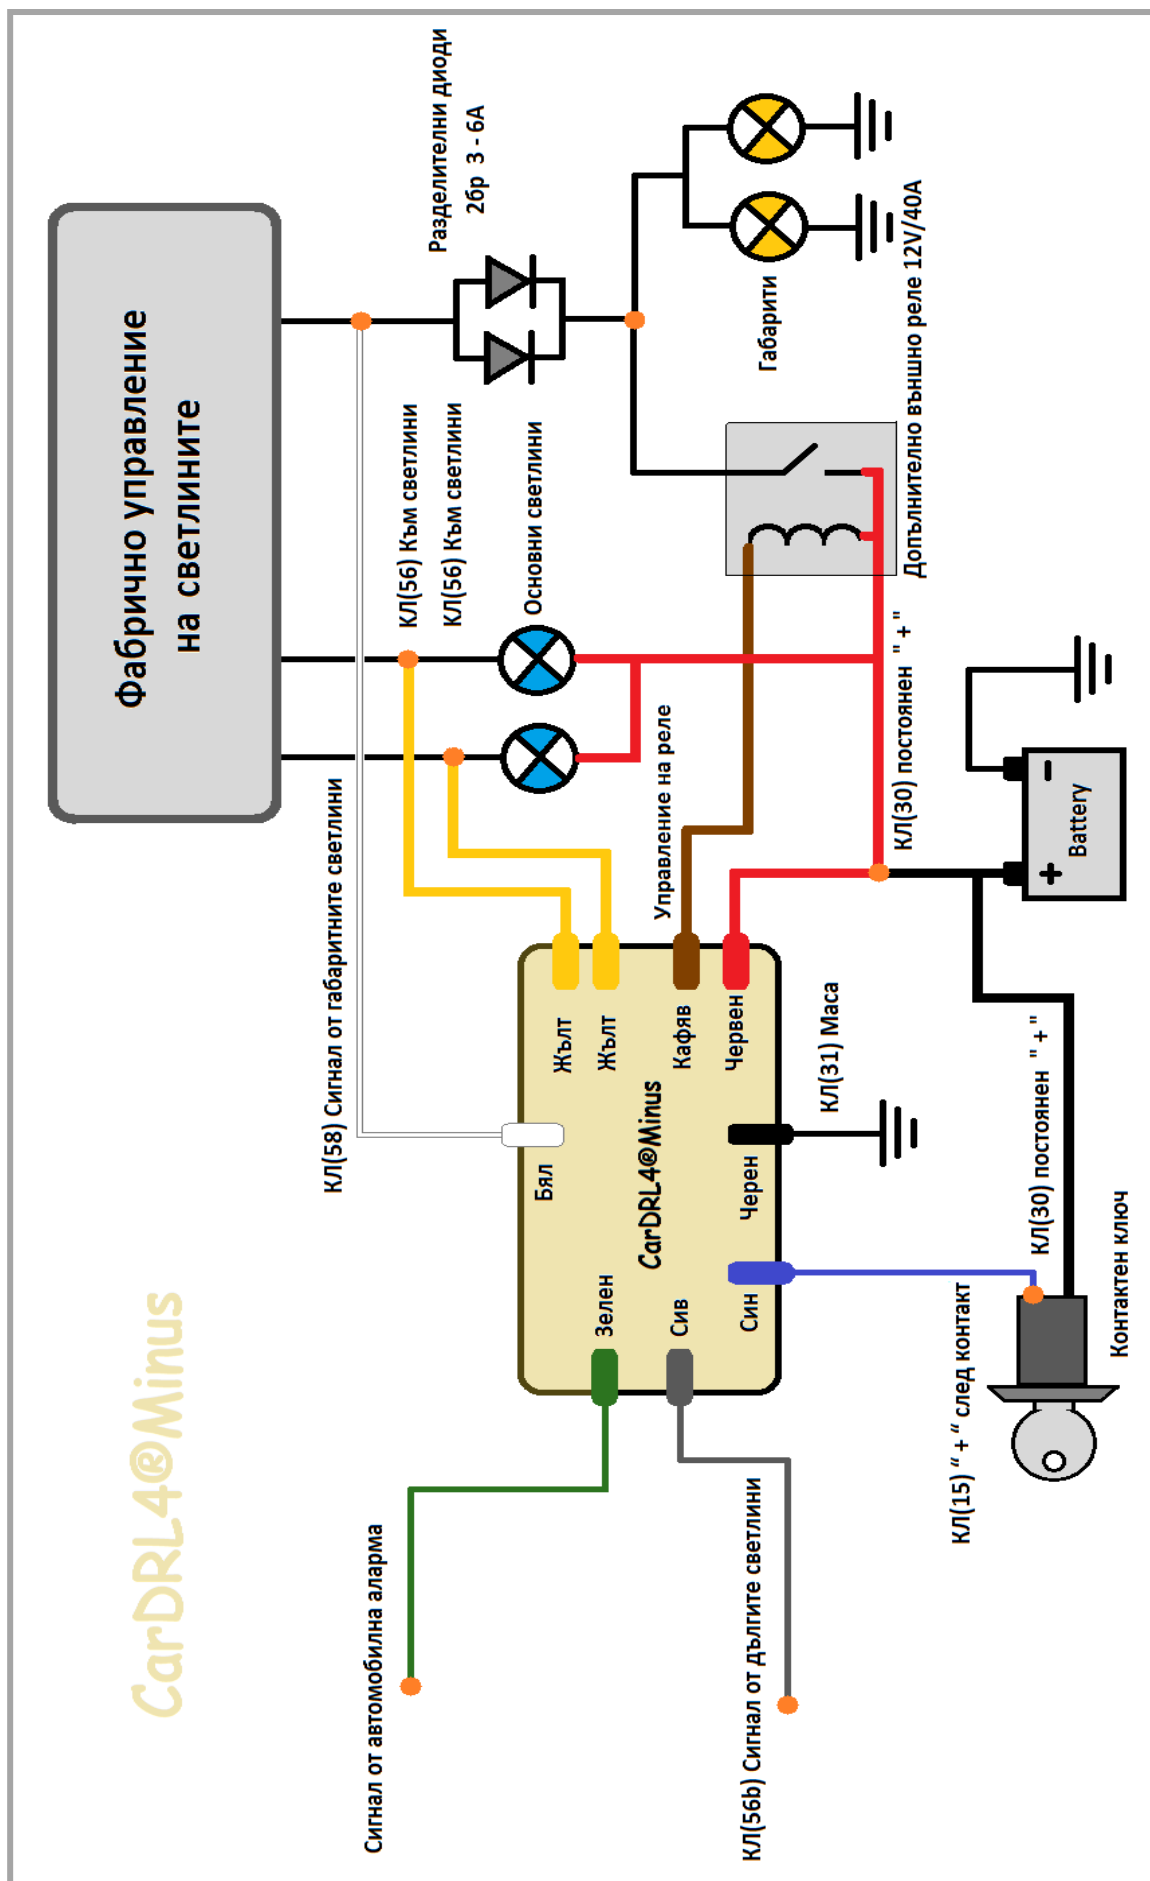 CarDRL4®Minus
Фабрично управление
на светлините
Разделителни диоди
2бр 3 - 6А
КЛ(56) Към светлини
КЛ(56) Към светлини
Основни светлини
Габарити
Допълнително външно реле 12V/40A
КЛ(58) Сигнал от габаритните светлини
Управление на реле
КЛ(30) постоянен " + "
Battery
+
-
Жълт
Жълт
Кафяв
Червен
Бял
CarDRL4®Minus
Черен
КЛ(31) Маса
Зелен
Сив
Син
КЛ(30) постоянен " + "
Контактен ключ
КЛ(15) “ + “ след контакт
Сигнал от автомобилна аларма
КЛ(56b) Сигнал от дългите светлини